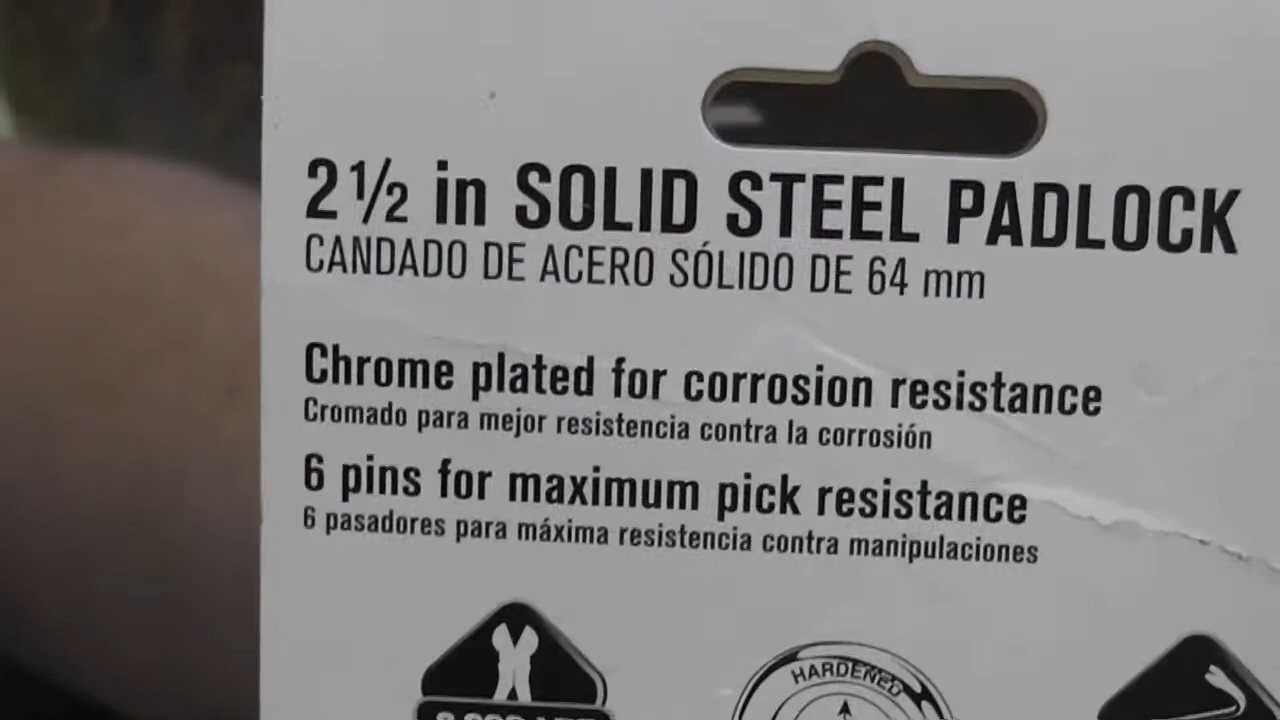 2½ in SOLID STEEL PADLOCK
CANDADO DE ACERO SÓLIDO DE 64 mm
Chrome plated for corrosion resistance
Cromado para mejor resistencia contra la corrosión
6 pins for maximum pick resistance
6 pasadores para máxima resistencia contra manipulaciones
HARDENED